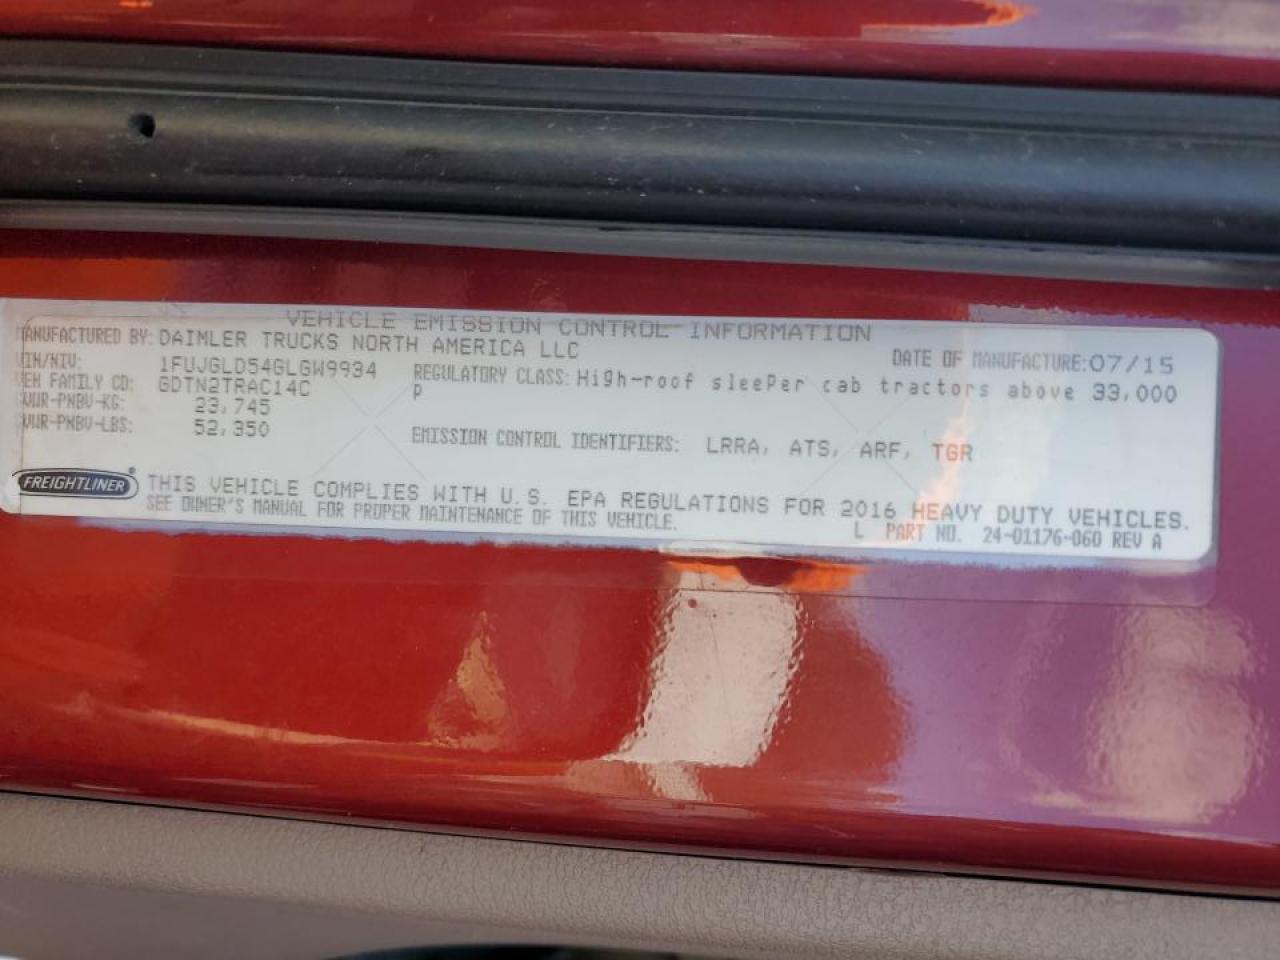 VEHICLE EMISSION CONTROL INFORMATION
MANUFACTURED BY: DAIMLER TRUCKS NORTH AMERICA LLC
DATE OF MANUFACTURE: 07/15
VIN/NIV: 1FUJGLD54GLGW9934
REGULATORY CLASS: High-roof sleeper cab tractors above 33,000
P
VEH FAMILY CD: GDTN2TRAC14C
GVWR-PNBV-KG: 23,745
GVWR-PNBV-LBS: 52,350
EMISSION CONTROL IDENTIFIERS: LRRA, ATS, ARF, TGR
FREIGHTLINER®
THIS VEHICLE COMPLIES WITH U.S. EPA REGULATIONS FOR 2016 HEAVY DUTY VEHICLES.
SEE OWNER'S MANUAL FOR PROPER MAINTENANCE OF THIS VEHICLE.
L PART NO. 24-01176-060 REV A